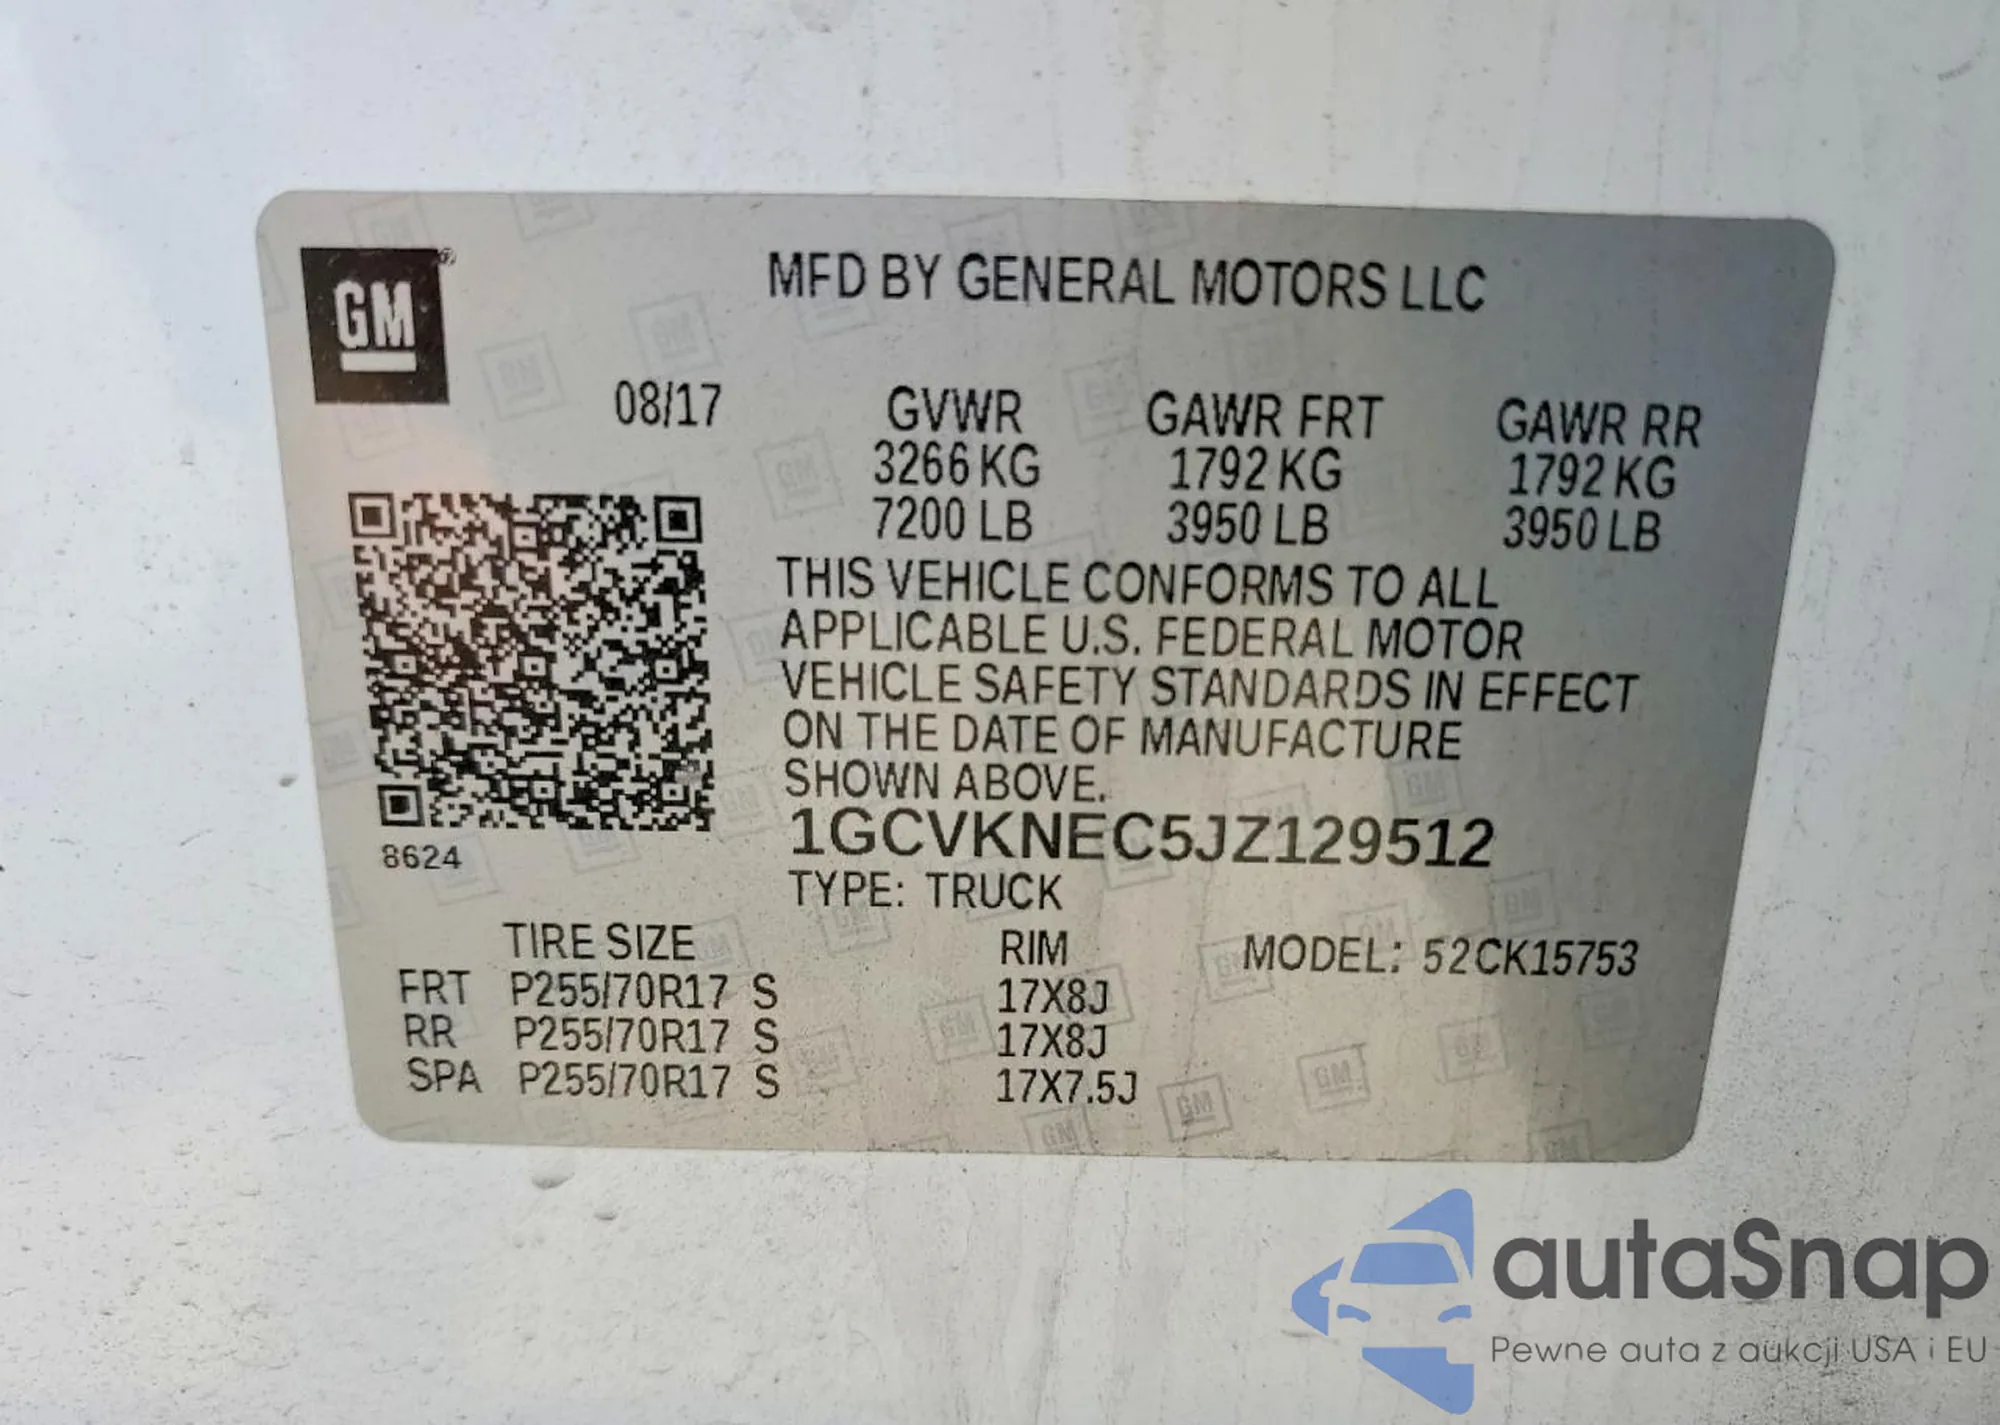 GM
MFD BY GENERAL MOTORS LLC
08/17 GVWR GAWR FRT GAWR RR
3266 KG 1792 KG 1792 KG
7200 LB 3950 LB 3950 LB
THIS VEHICLE CONFORMS TO ALL
APPLICABLE U.S. FEDERAL MOTOR
VEHICLE SAFETY STANDARDS IN EFFECT
ON THE DATE OF MANUFACTURE
SHOWN ABOVE.
1GCVKNEC5JZ129512
8624
TYPE: TRUCK
TIRE SIZE RIM MODEL: 52CK15753
FRT P255/70R17 S 17X8J
RR P255/70R17 S 17X8J
SPA P255/70R17 S 17X7.5J
autaSnap
Pewne auta z aukcji USA i EU